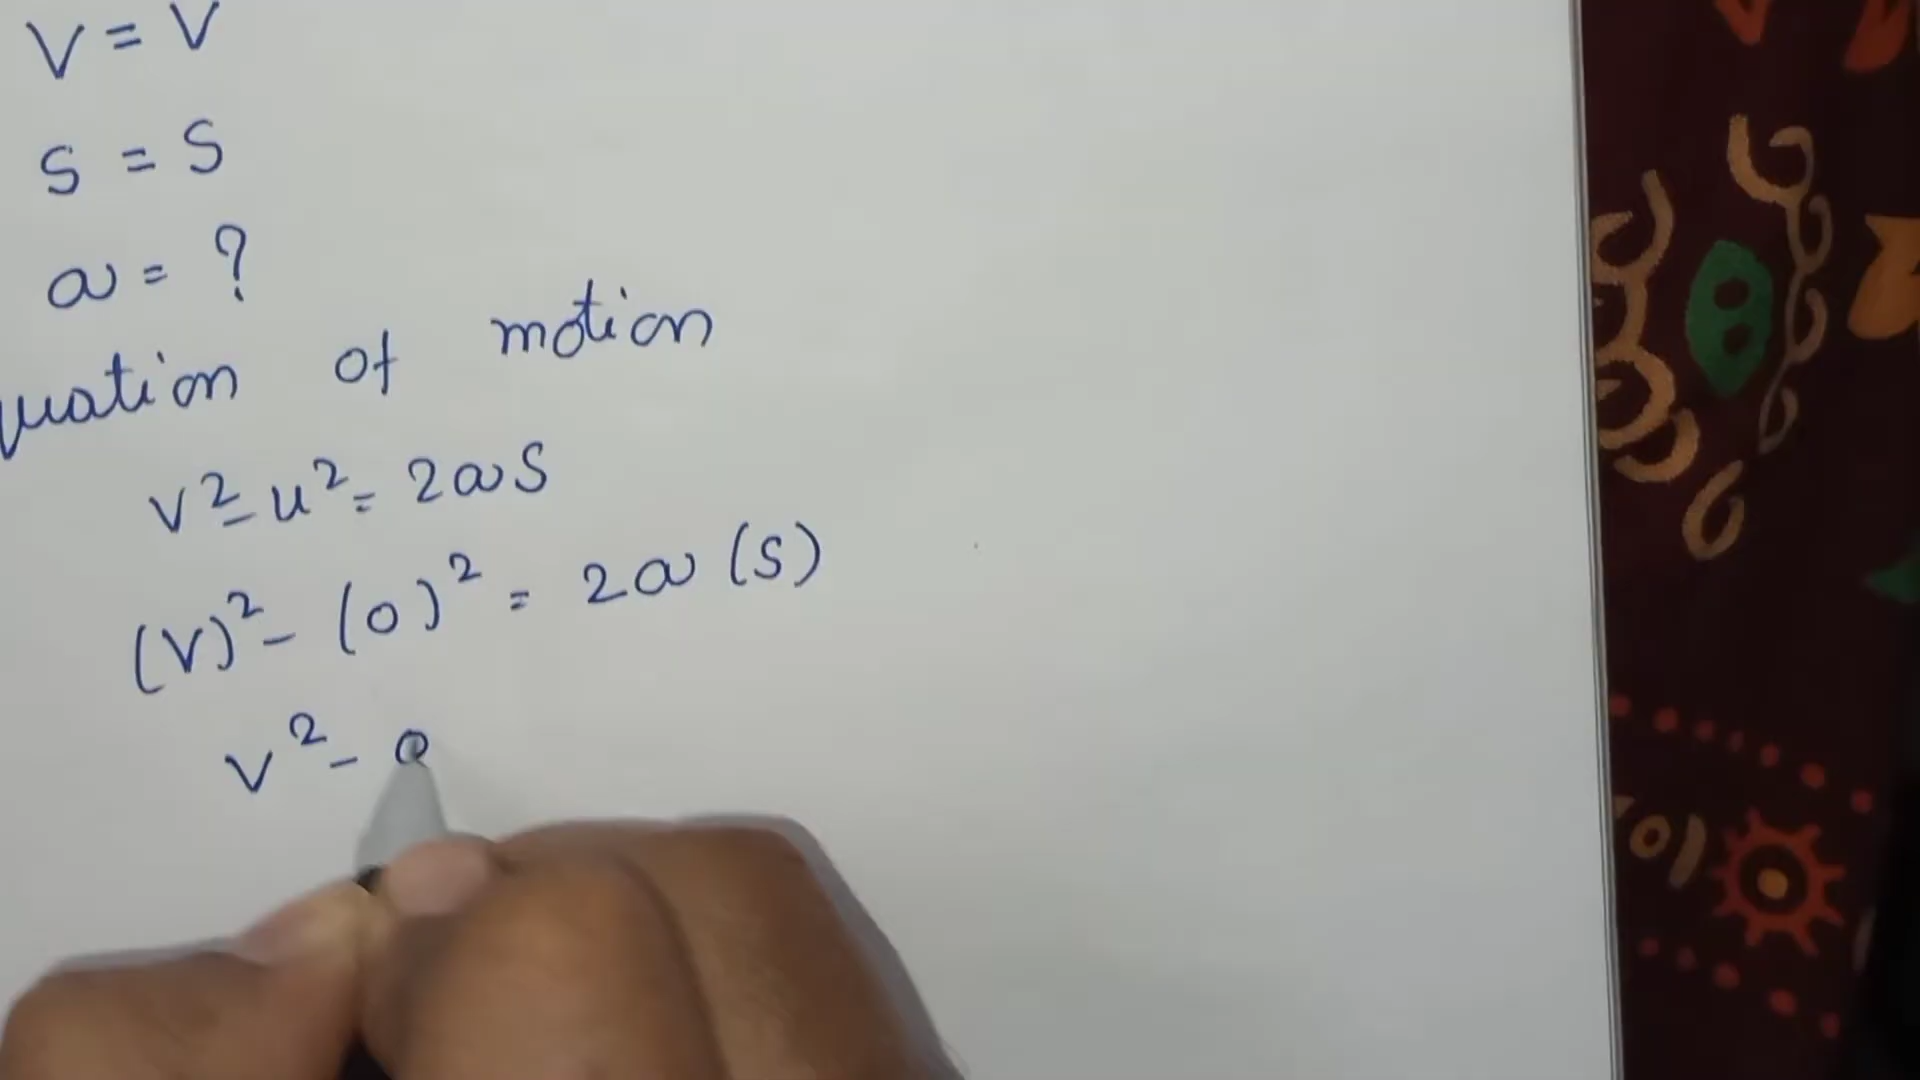 V = V
S = S
a = ?
uation of motion
v² - u² = 2aS
(V)² - (0)² = 2a (S)
v² - 0